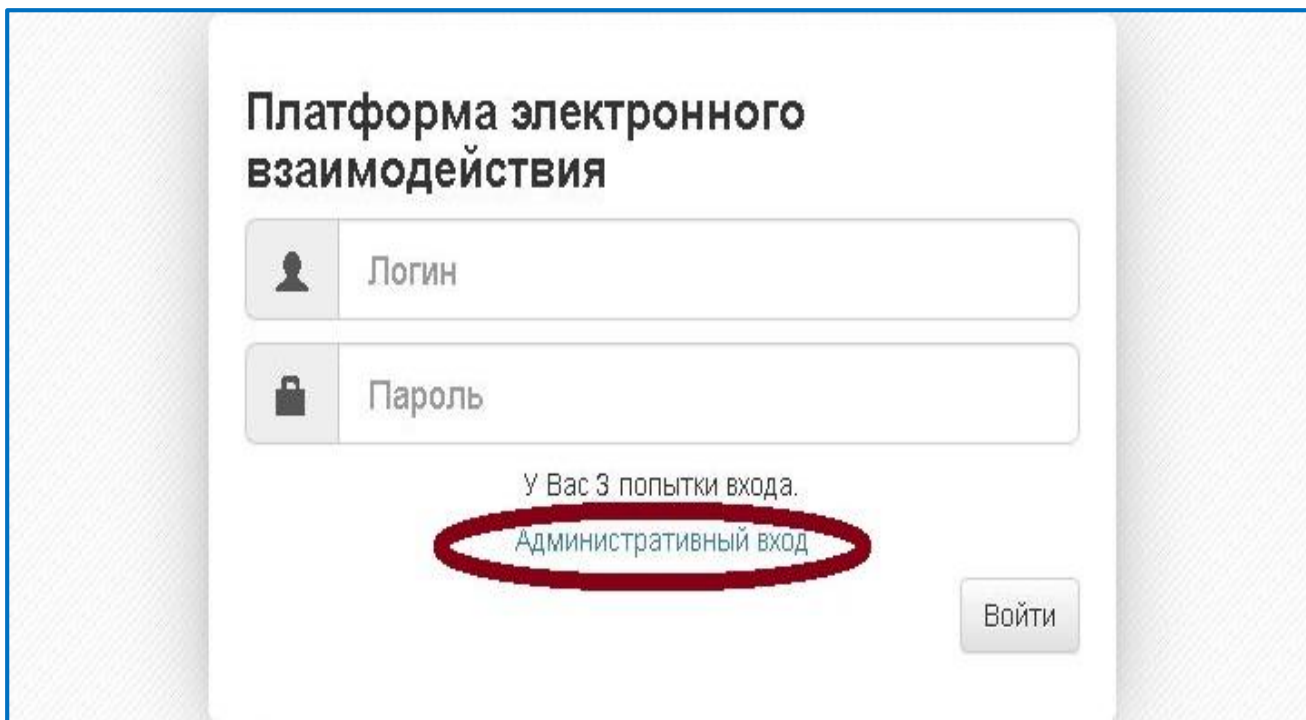 Платформа электронного
взаимодействия
Логин
Пароль
У Вас 3 попытки входа.
Административный вход
Войти